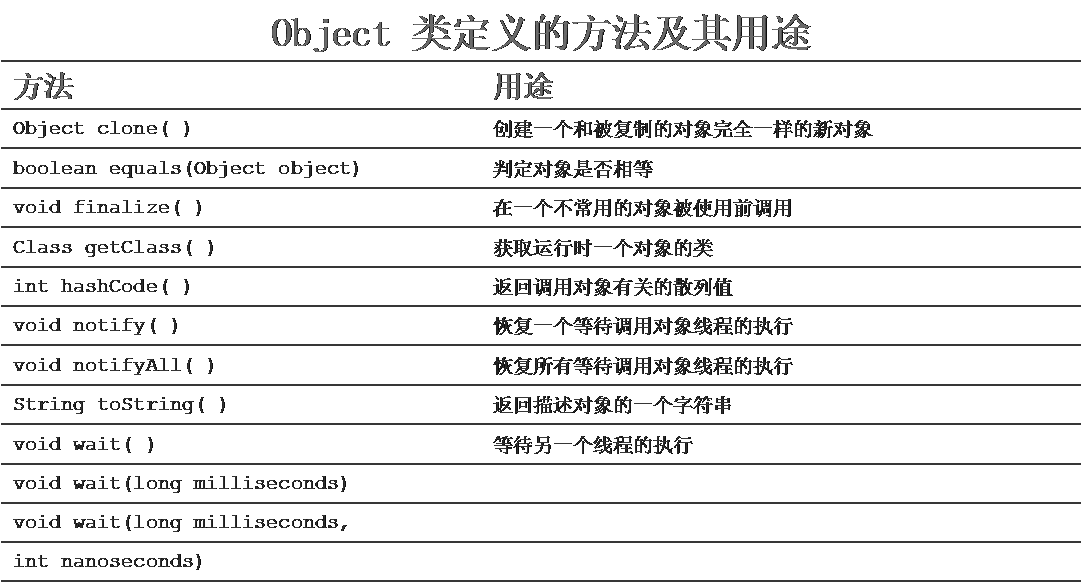 Object 类定义的方法及其用途
方法 用途
Object clone( ) 创建一个和被复制的对象完全一样的新对象
boolean equals(Object object) 判定对象是否相等
void finalize( ) 在一个不常用的对象被使用前调用
Class getClass( ) 获取运行时一个对象的类
int hashCode( ) 返回调用对象有关的散列值
void notify( ) 恢复一个等待调用对象线程的执行
void notifyAll( ) 恢复所有等待调用对象线程的执行
String toString( ) 返回描述对象的一个字符串
void wait( ) 等待另一个线程的执行
void wait(long milliseconds)
void wait(long milliseconds,
int nanoseconds)